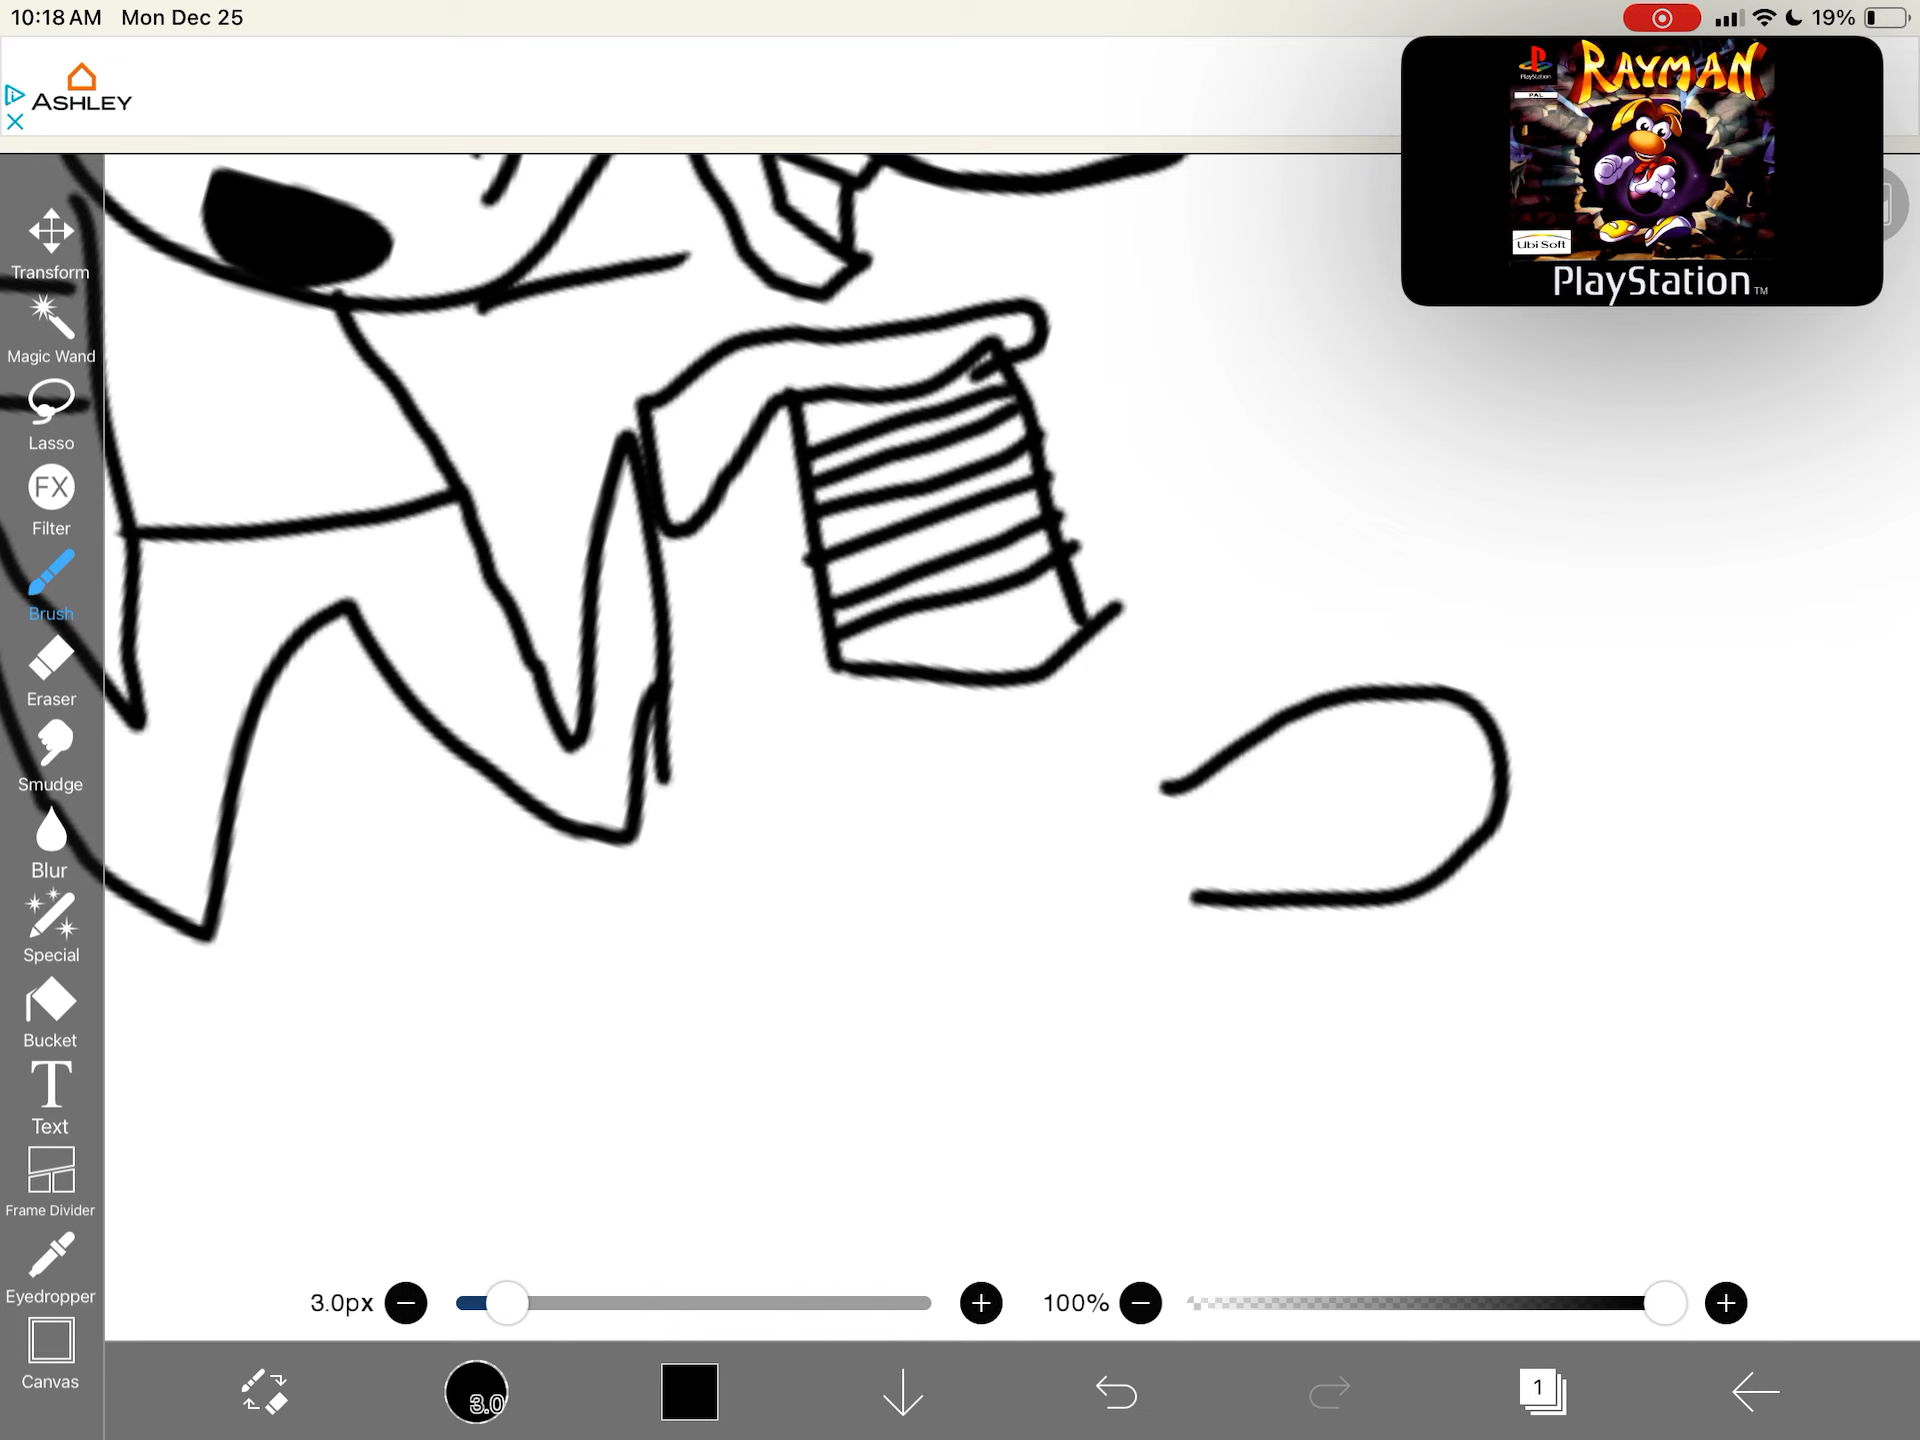 10:18 AM Mon Dec 25
19%
ASHLEY
RAYMAN
PlayStation
PAL
Ubi Soft
PlayStation™
Transform
Magic Wand
Lasso
FX
Filter
Brush
Eraser
Smudge
Blur
Special
Bucket
T
Text
Frame Divider
Eyedropper
Canvas
3.0px
100%
3.0
1